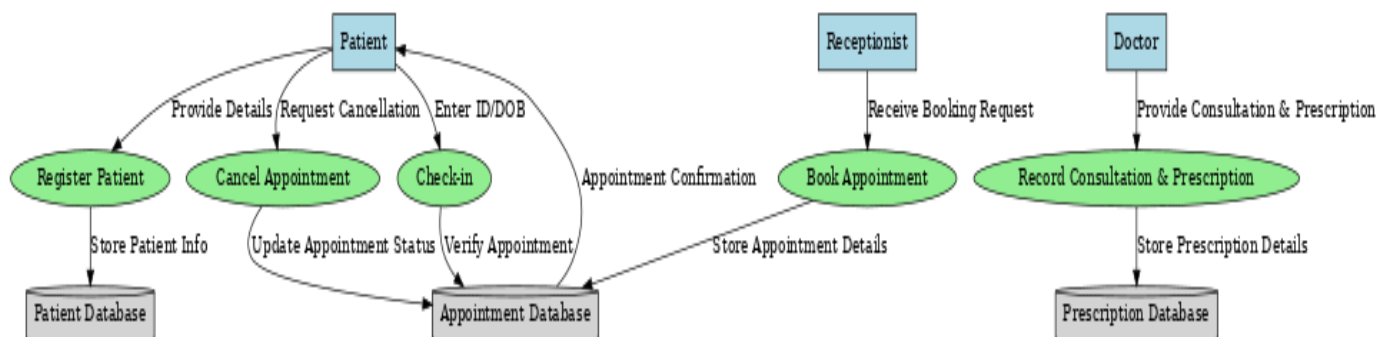 Patient
Receptionist
Doctor
Provide Details
Request Cancellation
Enter ID/DOB
Receive Booking Request
Provide Consultation & Prescription
Register Patient
Cancel Appointment
Check-in
Appointment Confirmation
Book Appointment
Record Consultation & Prescription
Store Patient Info
Update Appointment Status
Verify Appointment
Store Appointment Details
Store Prescription Details
Patient Database
Appointment Database
Prescription Database